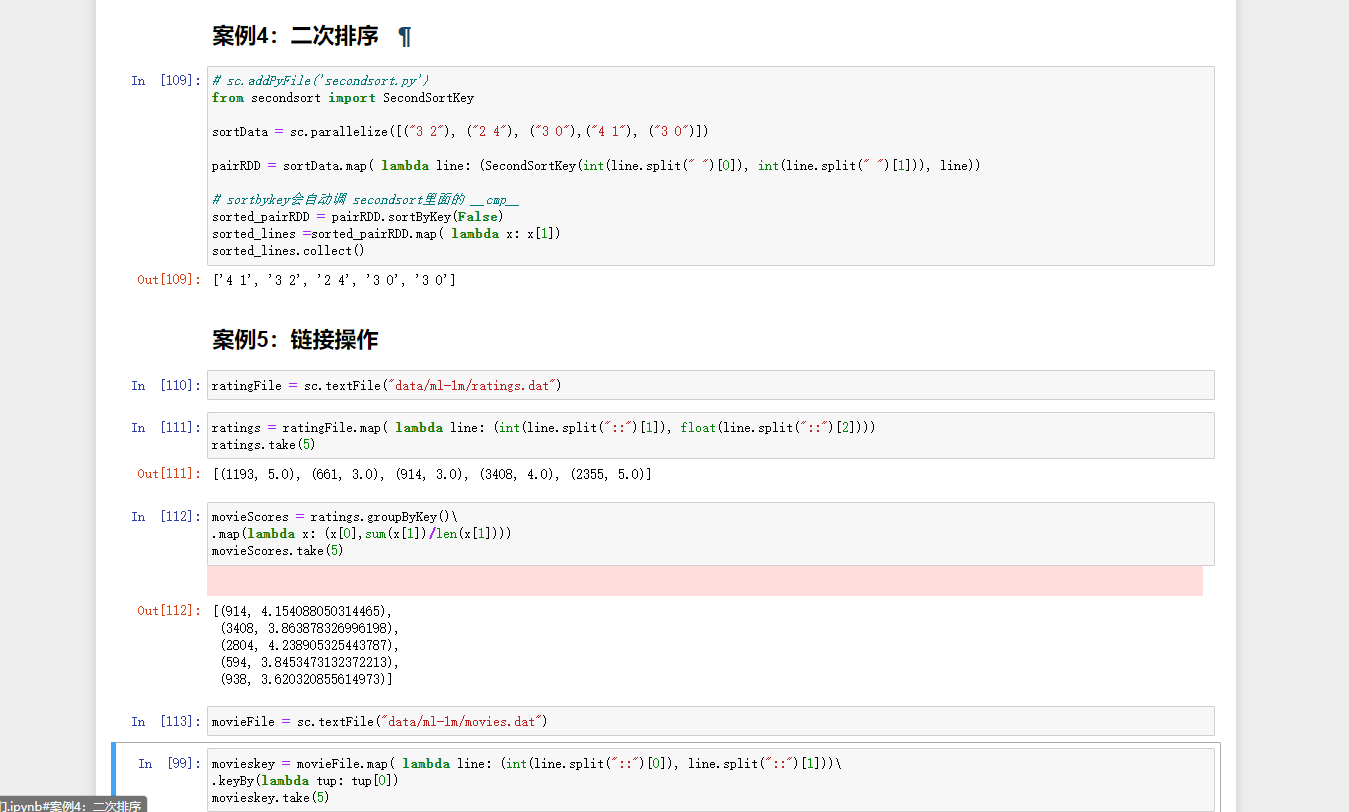 案例4：二次排序 ¶
In [109]:
# sc.addPyFile('secondsort.py')
from secondsort import SecondSortKey
sortData = sc.parallelize([("3 2"), ("2 4"), ("3 0"),("4 1"), ("3 0")])
pairRDD = sortData.map( lambda line: (SecondSortKey(int(line.split(" ")[0]), int(line.split(" ")[1])), line))
# sortbykey会自动调 secondsort里面的 __cmp__
sorted_pairRDD = pairRDD.sortByKey(False)
sorted_lines =sorted_pairRDD.map( lambda x: x[1])
sorted_lines.collect()
Out[109]: ['4 1', '3 2', '2 4', '3 0', '3 0']
案例5：链接操作
In [110]: ratingFile = sc.textFile("data/ml-1m/ratings.dat")
In [111]: ratings = ratingFile.map( lambda line: (int(line.split("::")[1]), float(line.split("::")[2])))
ratings.take(5)
Out[111]: [(1193, 5.0), (661, 3.0), (914, 3.0), (3408, 4.0), (2355, 5.0)]
In [112]: movieScores = ratings.groupByKey()\
.map(lambda x: (x[0],sum(x[1])/len(x[1])))
movieScores.take(5)
Out[112]: [(914, 4.154088050314465),
(3408, 3.863878326996198),
(2804, 4.238905325443787),
(594, 3.8453473132372213),
(938, 3.620320855614973)]
In [113]: movieFile = sc.textFile("data/ml-1m/movies.dat")
In [99]: movieskey = movieFile.map( lambda line: (int(line.split("::")[0]), line.split("::")[1]))\
.keyBy(lambda tup: tup[0])
movieskey.take(5)
].ipynb#案例4：二次排序